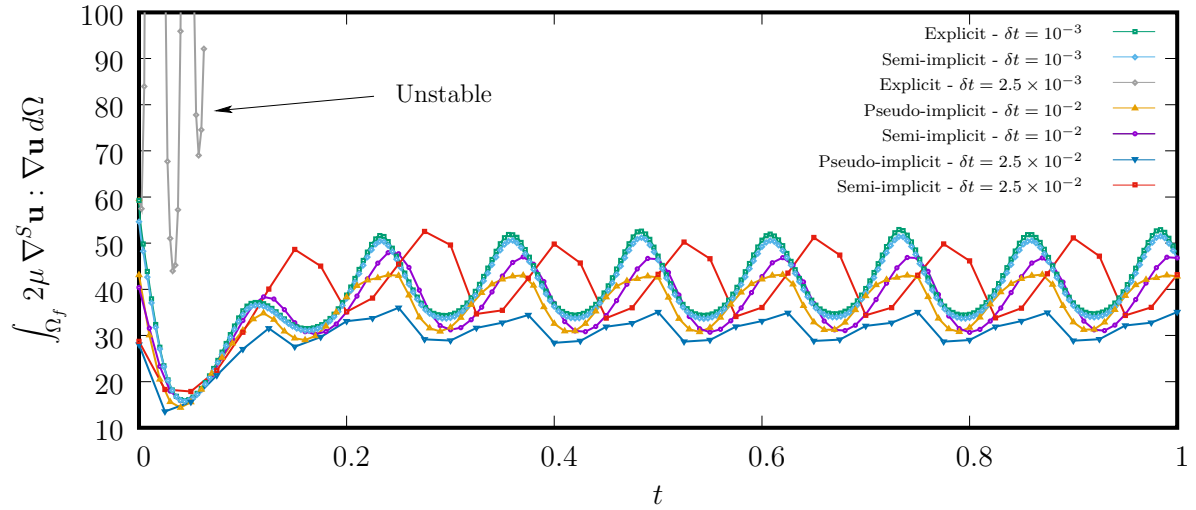 100
90
80
70
60
50
40
30
20
10
∫_{Ω_f} 2μ ∇^S **u** : ∇**u** dΩ
Explicit - δt = 10⁻³
Semi-implicit - δt = 10⁻³
Explicit - δt = 2.5 × 10⁻³
Pseudo-implicit - δt = 10⁻²
Semi-implicit - δt = 10⁻²
Pseudo-implicit - δt = 2.5 × 10⁻²
Semi-implicit - δt = 2.5 × 10⁻²
Unstable
0 0.2 0.4 0.6 0.8 1
t